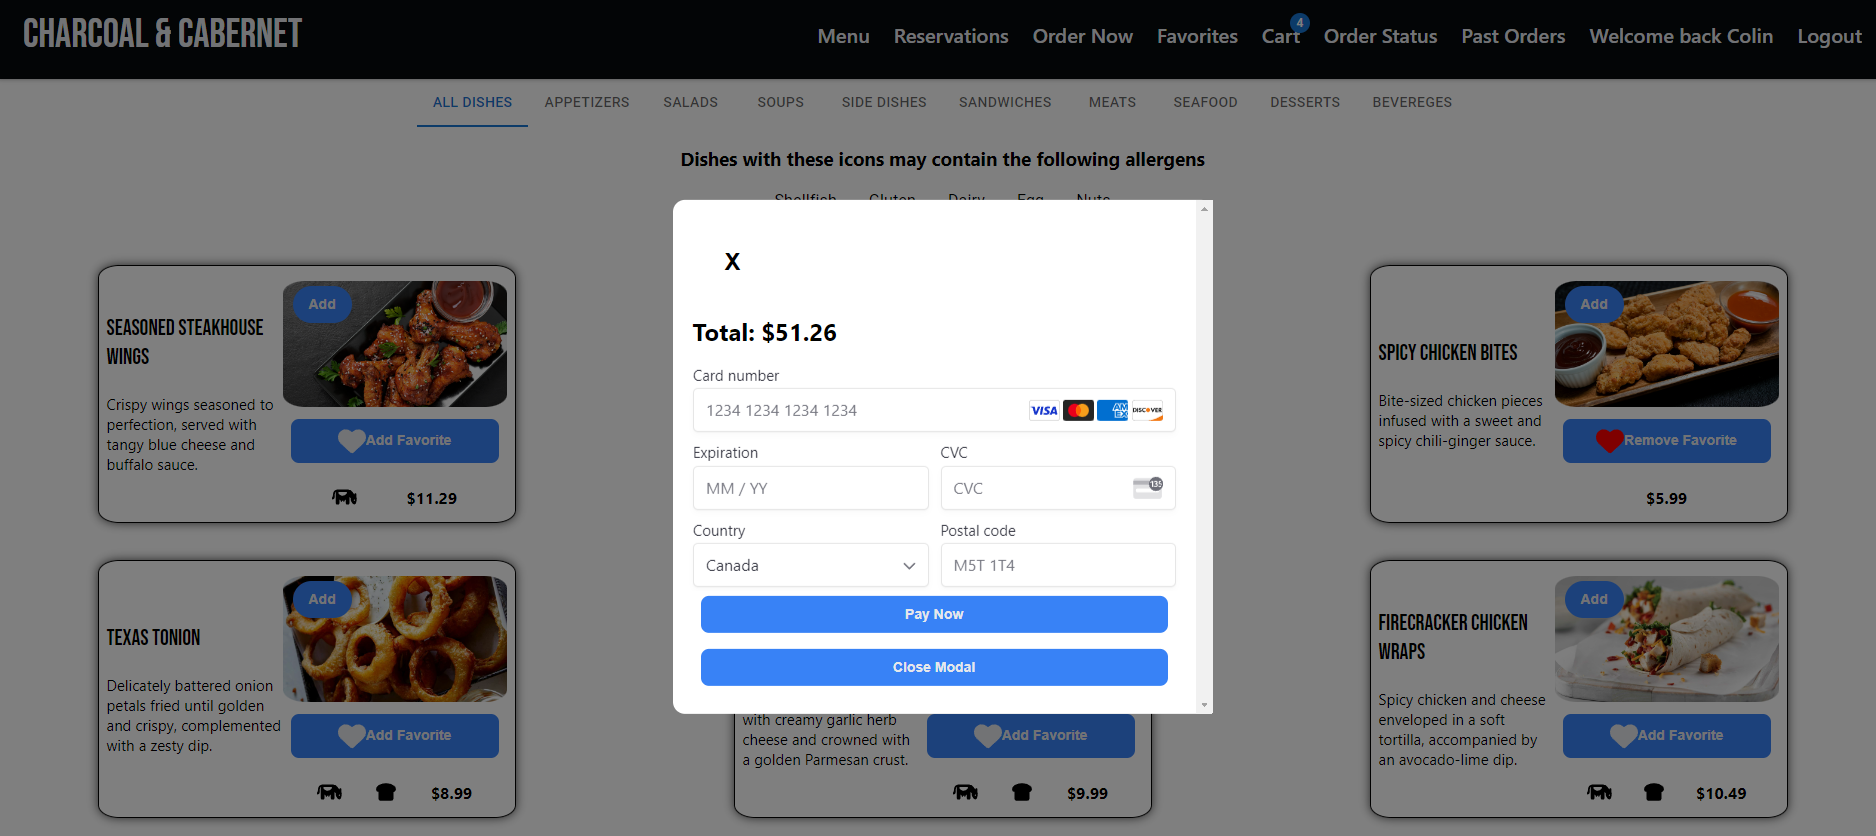 CHARCOAL & CABERNET
Menu Reservations Order Now Favorites Cart 4 Order Status Past Orders Welcome back Colin Logout
ALL DISHES APPETIZERS SALADS SOUPS SIDE DISHES SANDWICHES MEATS SEAFOOD DESSERTS BEVEREGES
Dishes with these icons may contain the following allergens
Shellfish Gluten Dairy Egg Nuts
SEASONED STEAKHOUSE
WINGS
Crispy wings seasoned to
perfection, served with
tangy blue cheese and
buffalo sauce.
Add
Add Favorite
$11.29
X
Total: $51.26
Card number
1234 1234 1234 1234
VISA
AM
EX
DISCOVER
Expiration
CVC
MM / YY
CVC
135
Country
Postal code
Canada
M5T 1T4
Pay Now
Close Modal
SPICY CHICKEN BITES
Bite-sized chicken pieces
infused with a sweet and
spicy chili-ginger sauce.
Add
Remove Favorite
$5.99
TEXAS TONION
Delicately battered onion
petals fried until golden
and crispy, complemented
with a zesty dip.
Add
Add Favorite
$8.99
with creamy garlic herb
cheese and crowned with
a golden Parmesan crust.
Add Favorite
$9.99
FIRECRACKER CHICKEN
WRAPS
Spicy chicken and cheese
enveloped in a soft
tortilla, accompanied by
an avocado-lime dip.
Add
Add Favorite
$10.49